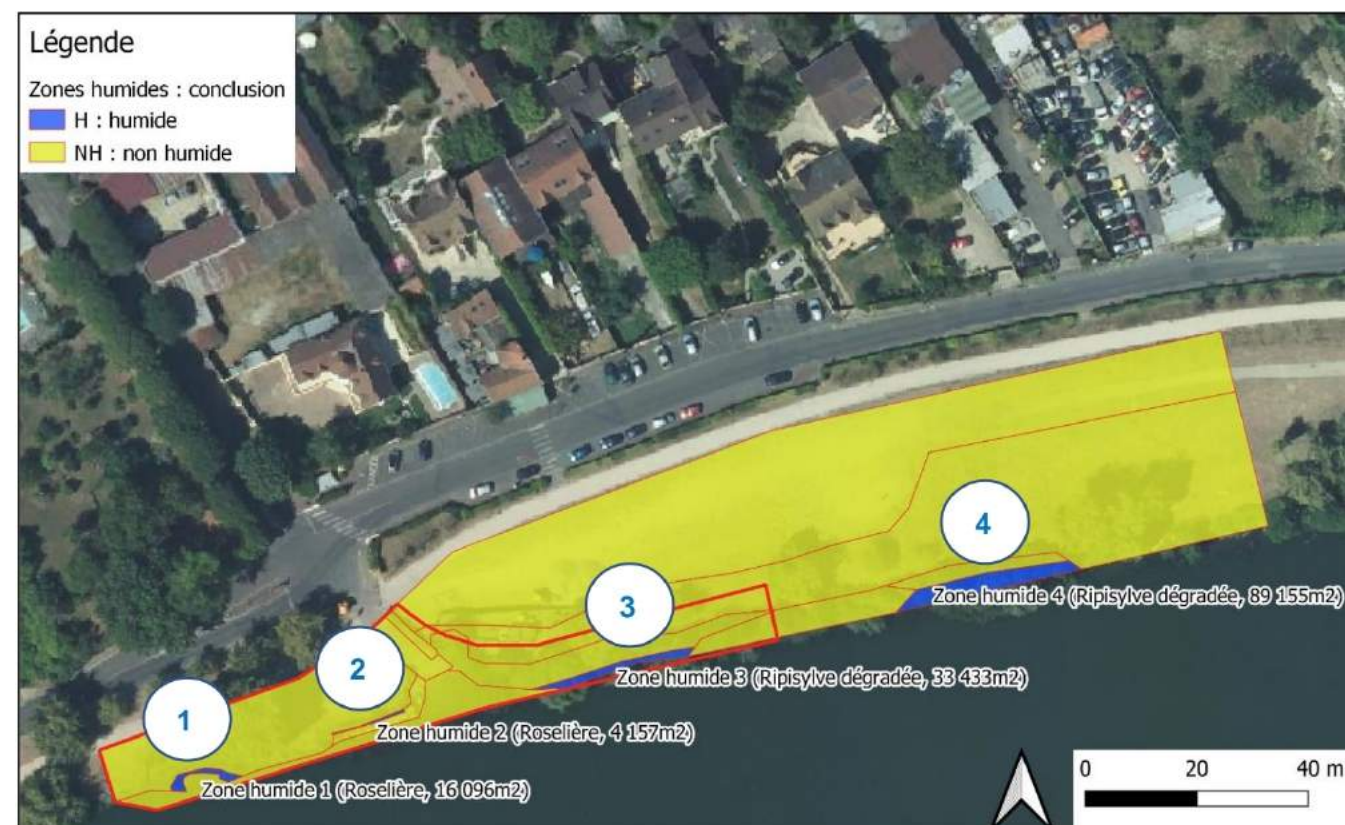 Légende
Zones humides : conclusion
H : humide
NH : non humide
4
Zone humide 4 (Ripisylve dégradée, 89 155m2)
3
Zone humide 3 (Ripisylve dégradée, 33 433m2)
2
Zone humide 2 (Roselière, 4 157m2)
1
Zone humide 1 (Roselière, 16 096m2)
0 20 40 m